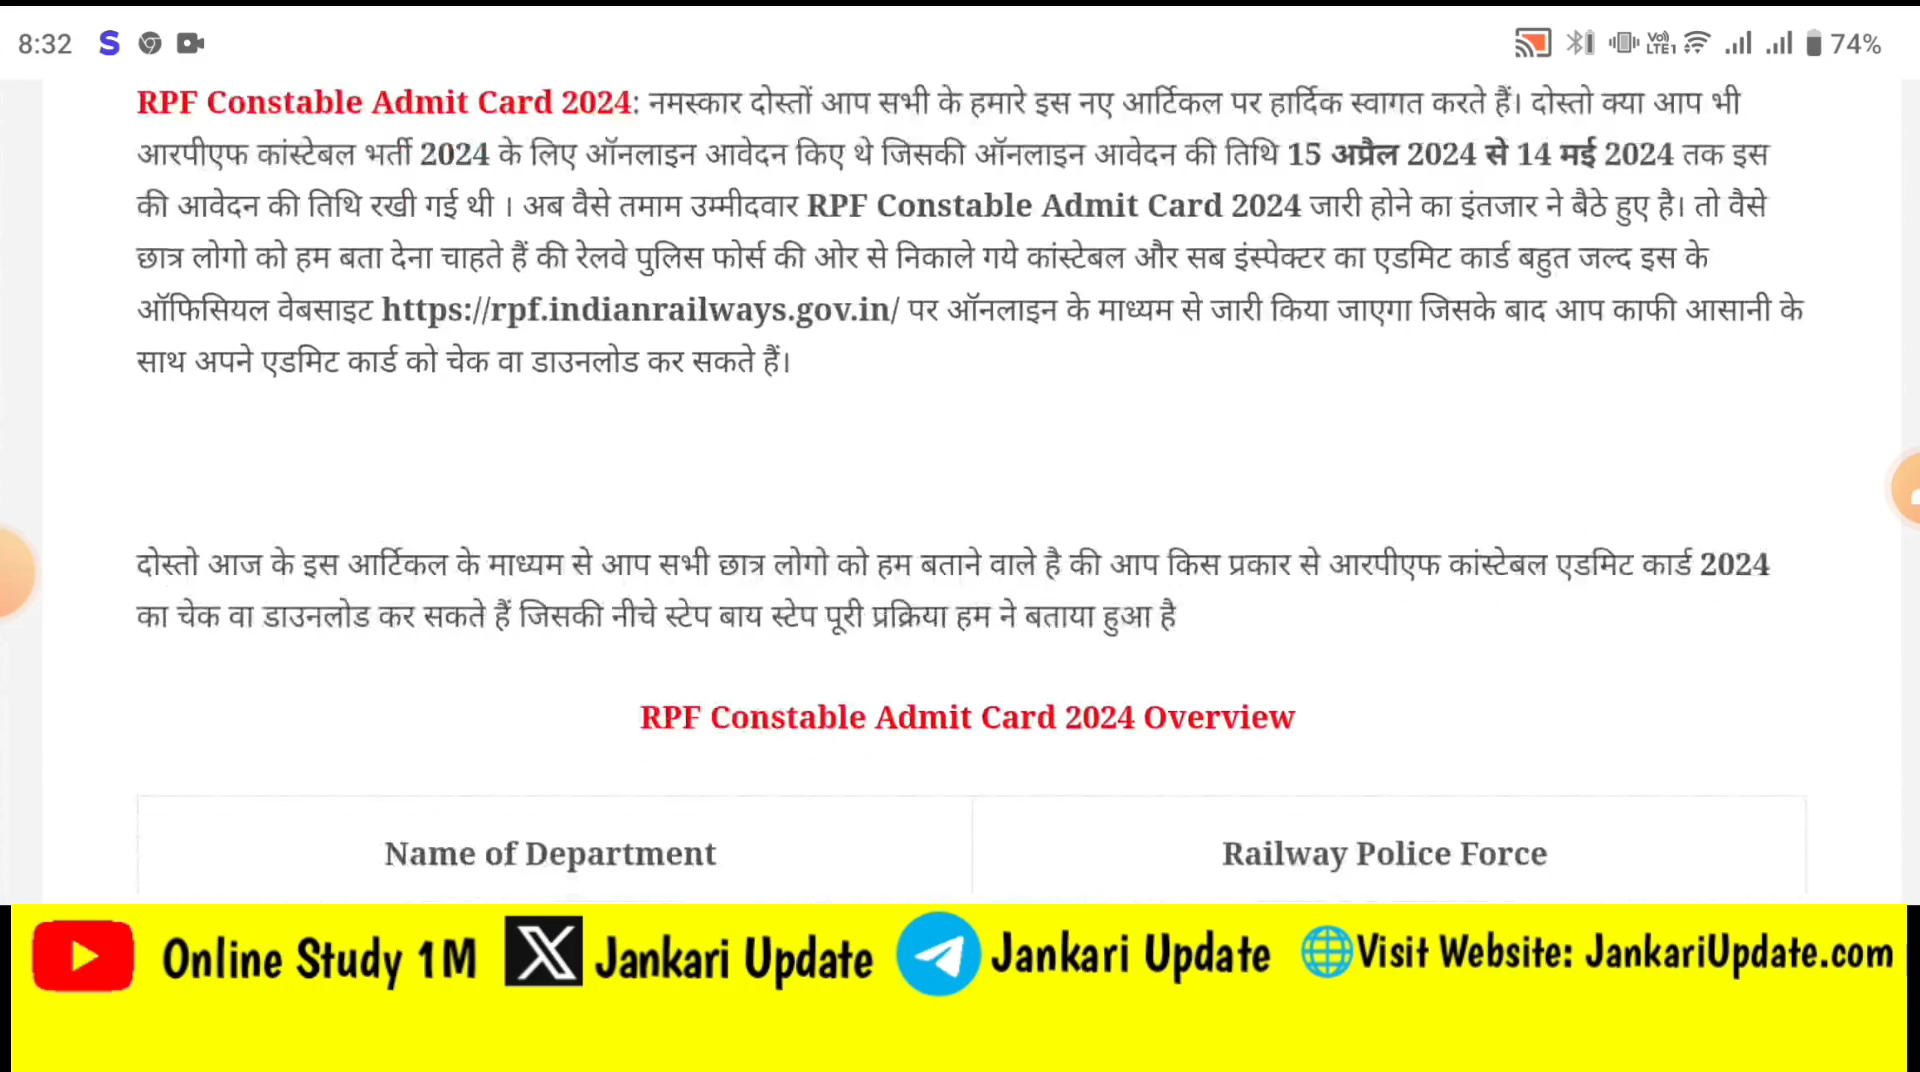 8:32
74%
RPF Constable Admit Card 2024: नमस्कार दोस्तों आप सभी के हमारे इस नए आर्टिकल पर हार्दिक स्वागत करते हैं। दोस्तो क्या आप भी
आरपीएफ कांस्टेबल भर्ती 2024 के लिए ऑनलाइन आवेदन किए थे जिसकी ऑनलाइन आवेदन की तिथि 15 अप्रैल 2024 से 14 मई 2024 तक इस
की आवेदन की तिथि रखी गई थी । अब वैसे तमाम उम्मीदवार RPF Constable Admit Card 2024 जारी होने का इंतजार ने बैठे हुए है। तो वैसे
छात्र लोगो को हम बता देना चाहते हैं की रेलवे पुलिस फोर्स की ओर से निकाले गये कांस्टेबल और सब इंस्पेक्टर का एडमिट कार्ड बहुत जल्द इस के
ऑफिसियल वेबसाइट https://rpf.indianrailways.gov.in/ पर ऑनलाइन के माध्यम से जारी किया जाएगा जिसके बाद आप काफी आसानी के
साथ अपने एडमिट कार्ड को चेक वा डाउनलोड कर सकते हैं।
दोस्तो आज के इस आर्टिकल के माध्यम से आप सभी छात्र लोगो को हम बताने वाले है की आप किस प्रकार से आरपीएफ कांस्टेबल एडमिट कार्ड 2024
का चेक वा डाउनलोड कर सकते हैं जिसकी नीचे स्टेप बाय स्टेप पूरी प्रक्रिया हम ने बताया हुआ है
RPF Constable Admit Card 2024 Overview
Name of Department Railway Police Force
Online Study 1M Jankari Update Jankari Update Visit Website: JankariUpdate.com